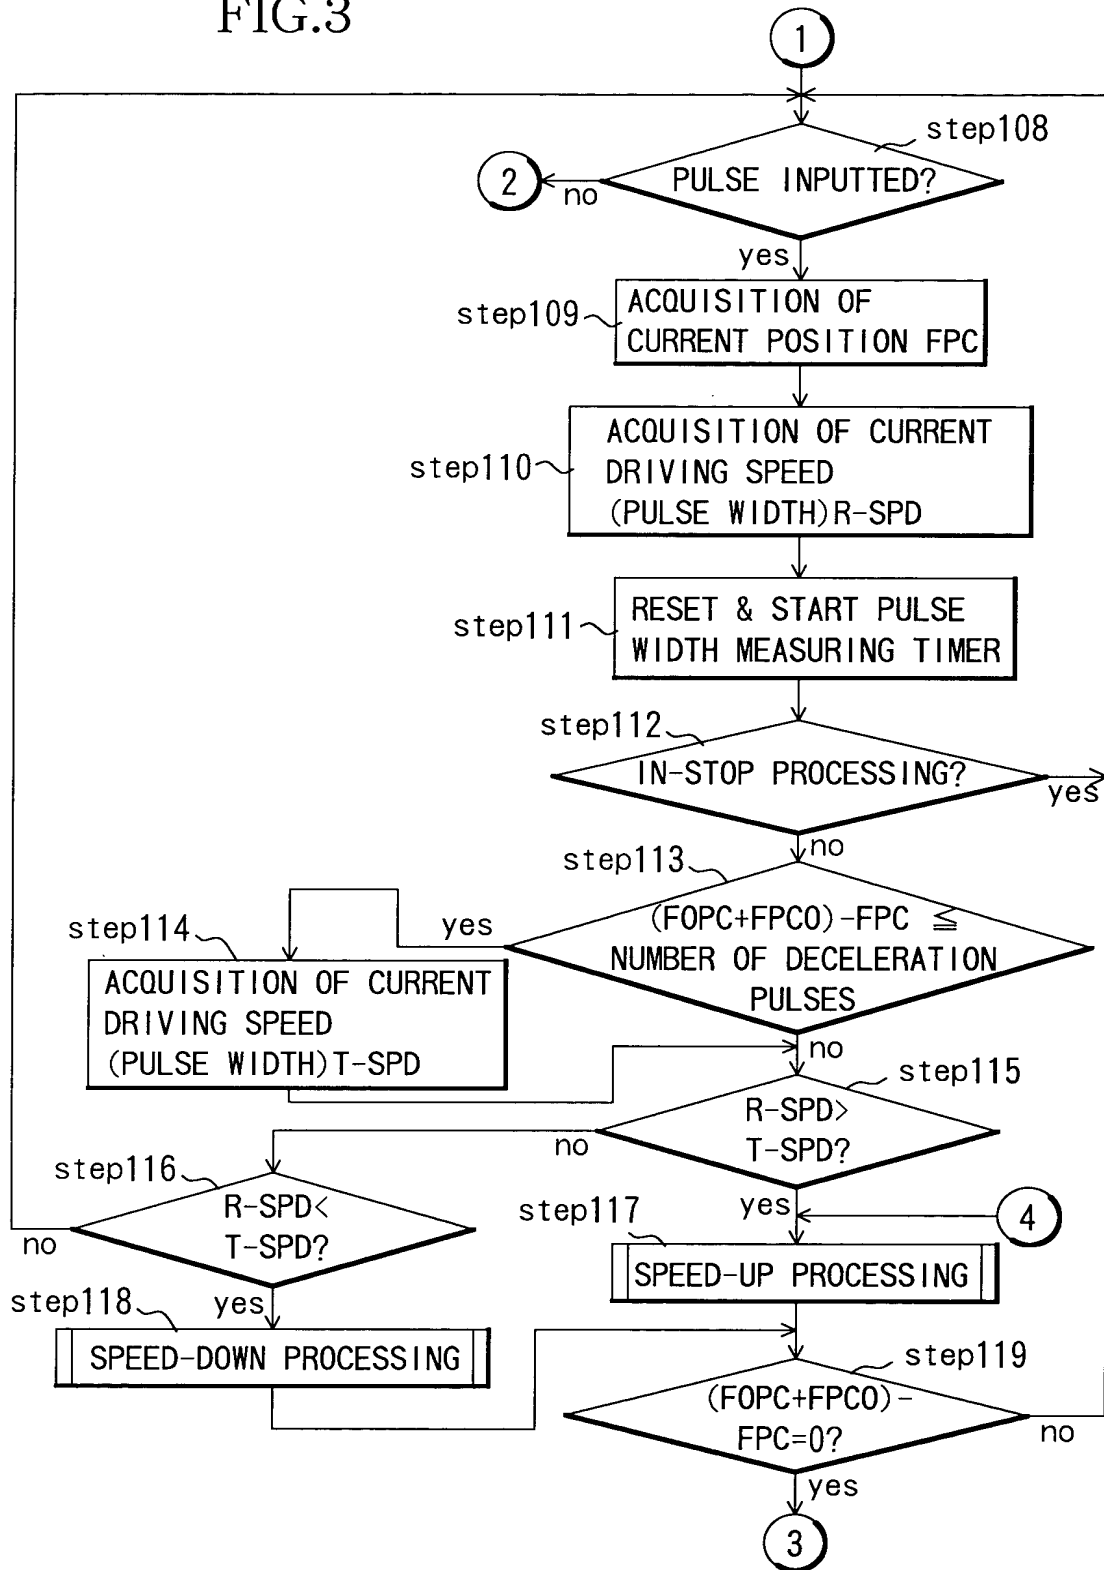 FIG.3
1
step108
PULSE INPUTTED?
2
no
yes
step109
ACQUISITION OF
CURRENT POSITION FPC
step110
ACQUISITION OF CURRENT
DRIVING SPEED
(PULSE WIDTH)R-SPD
step111
RESET & START PULSE
WIDTH MEASURING TIMER
step112
IN-STOP PROCESSING?
yes
no
step113
(FOPC+FPC0)-FPC ≦
NUMBER OF DECELERATION
PULSES
yes
step114
ACQUISITION OF CURRENT
DRIVING SPEED
(PULSE WIDTH)T-SPD
no
step115
R-SPD>
T-SPD?
no
yes
step116
R-SPD<
T-SPD?
no
yes
step117
4
SPEED-UP PROCESSING
step118
SPEED-DOWN PROCESSING
step119
(FOPC+FPC0)-
FPC=0?
no
yes
3